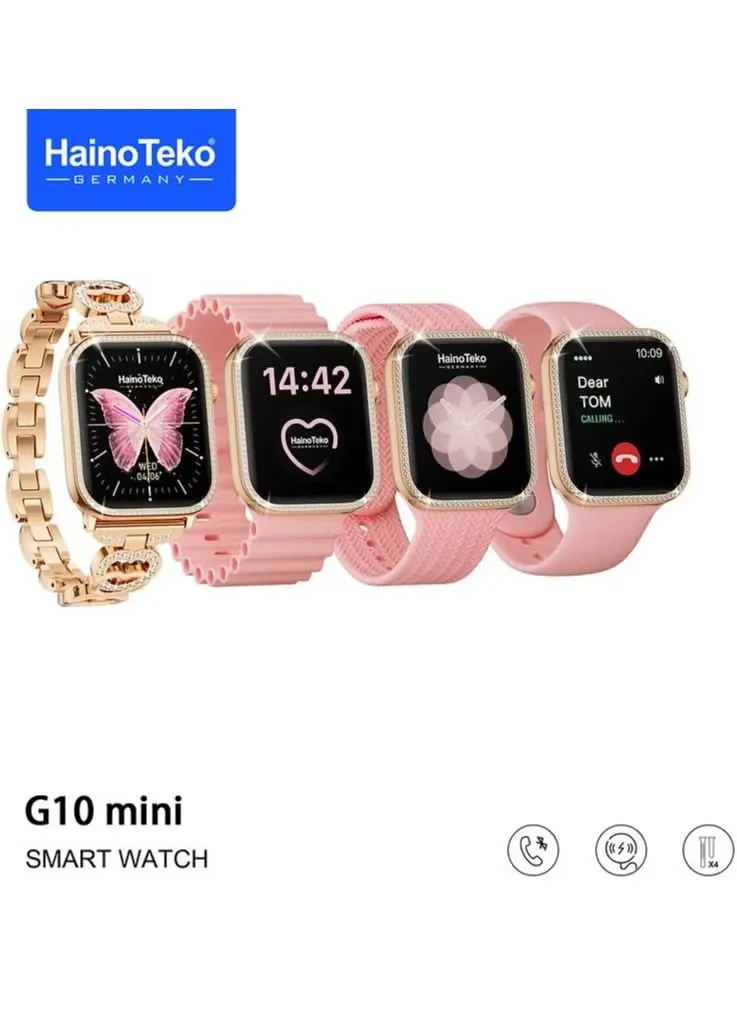 HainoTeko®
GERMANY
HainoTeko
GERMANY
WED
04/06
14:42
HainoTeko
GERMANY
HainoTeko
GERMANY
10:09
Dear
TOM
CALLING...
G10 mini
SMART WATCH
X4